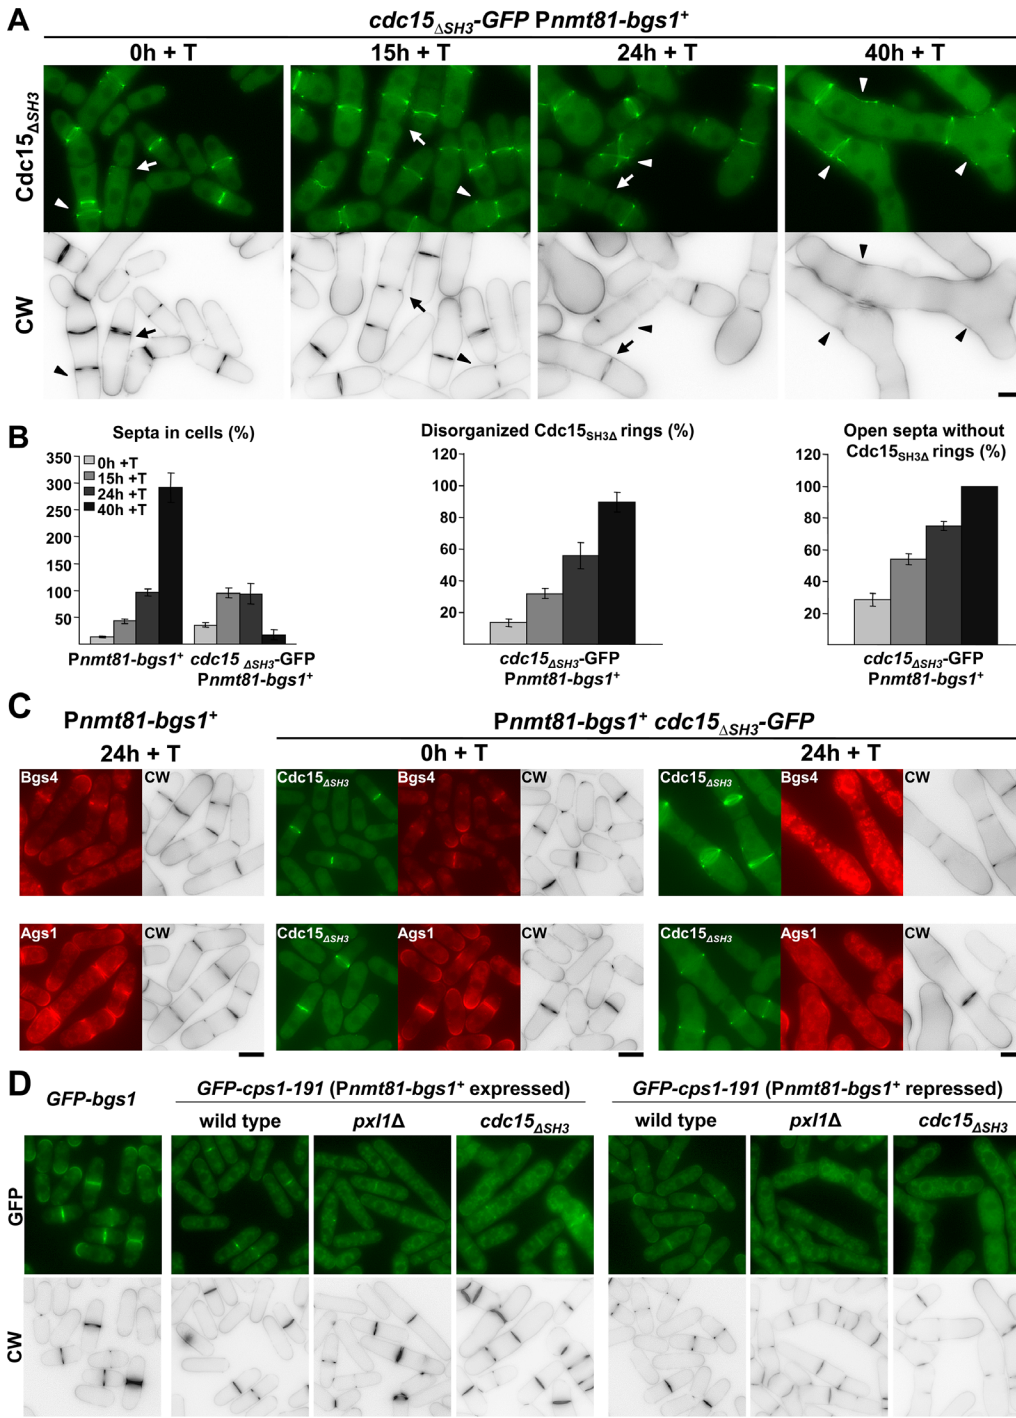 A
cdc15ΔSH3-GFP Pnmt81-bgs1+
0h + T 15h + T 24h + T 40h + T
Cdc15ΔSH3
CW
B
Septa in cells (%)
350
300
250
200
150
100
50
0h +T
15h +T
24h +T
40h +T
Pnmt81-bgs1+ cdc15 ΔSH3-GFP
Pnmt81-bgs1+
Disorganized Cdc15SH3Δ rings (%)
120
100
80
60
40
20
cdc15ΔSH3-GFP
Pnmt81-bgs1+
Open septa without
Cdc15SH3Δ rings (%)
120
100
80
60
40
20
cdc15ΔSH3-GFP
Pnmt81-bgs1+
C
Pnmt81-bgs1+ Pnmt81-bgs1+ cdc15ΔSH3-GFP
24h + T 0h + T 24h + T
Bgs4 CW Cdc15ΔSH3 Bgs4 CW Cdc15ΔSH3 Bgs4 CW
Ags1 CW Cdc15ΔSH3 Ags1 CW Cdc15ΔSH3 Ags1 CW
D
GFP-bgs1 GFP-cps1-191 (Pnmt81-bgs1+ expressed) GFP-cps1-191 (Pnmt81-bgs1+ repressed)
wild type pxl1Δ cdc15ΔSH3 wild type pxl1Δ cdc15ΔSH3
GFP
CW